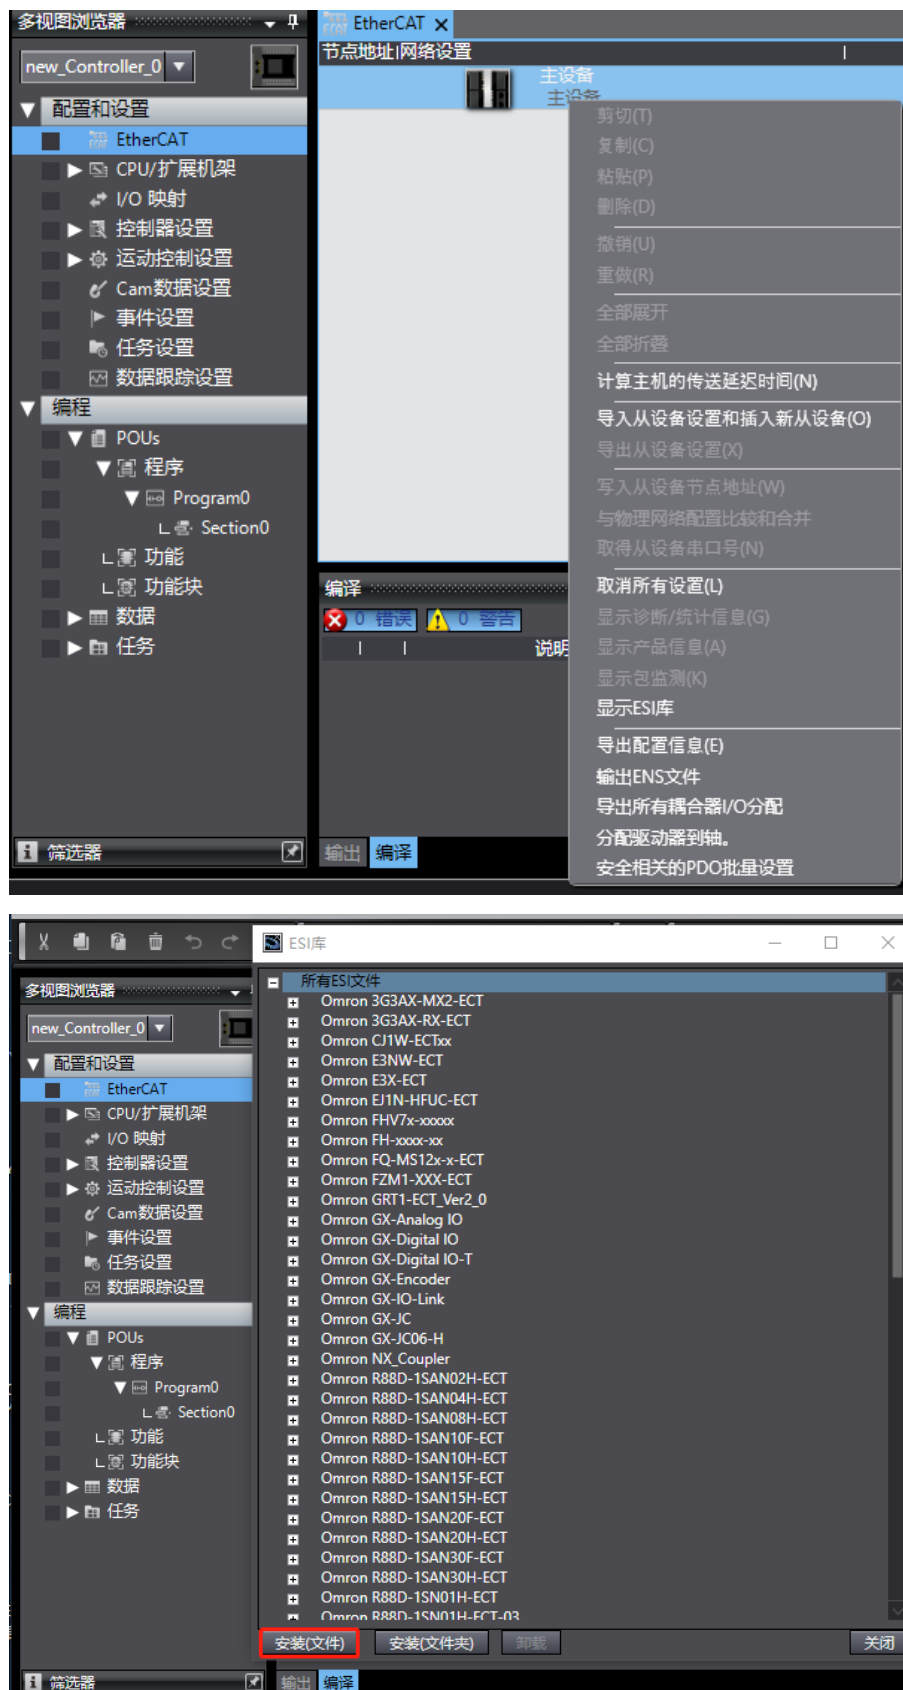 多视图浏览器
new_Controller_0
配置和设置
EtherCAT
CPU/扩展机架
I/O 映射
控制器设置
运动控制设置
Cam数据设置
事件设置
任务设置
数据跟踪设置
编程
POUs
程序
Program0
Section0
功能
功能块
数据
任务
筛选器
EtherCAT
节点地址|网络设置
主设备
主设备
剪切(T)
复制(C)
粘贴(P)
删除(D)
撤销(U)
重做(R)
全部展开
全部折叠
计算主机的传送延迟时间(N)
导入从设备设置和插入新从设备(O)
导出从设备设置(X)
写入从设备节点地址(W)
与物理网络配置比较和合并
取得从设备串口号(N)
取消所有设置(L)
显示诊断/统计信息(G)
显示产品信息(A)
显示包监测(K)
显示ESI库
导出配置信息(E)
输出ENS文件
导出所有耦合器I/O分配
分配驱动器到轴。
安全相关的PDO批量设置
编译
0 错误
0 警告
说明
输出
编译
多视图浏览器
new_Controller_0
配置和设置
EtherCAT
CPU/扩展机架
I/O 映射
控制器设置
运动控制设置
Cam数据设置
事件设置
任务设置
数据跟踪设置
编程
POUs
程序
Program0
Section0
功能
功能块
数据
任务
筛选器
ESI库
所有ESI文件
Omron 3G3AX-MX2-ECT
Omron 3G3AX-RX-ECT
Omron CJ1W-ECTxx
Omron E3NW-ECT
Omron E3X-ECT
Omron EJ1N-HFUC-ECT
Omron FHV7x-xxxxx
Omron FH-xxxx-xx
Omron FQ-MS12x-x-ECT
Omron FZM1-XXX-ECT
Omron GRT1-ECT_Ver2_0
Omron GX-Analog IO
Omron GX-Digital IO
Omron GX-Digital IO-T
Omron GX-Encoder
Omron GX-IO-Link
Omron GX-JC
Omron GX-JC06-H
Omron NX_Coupler
Omron R88D-1SAN02H-ECT
Omron R88D-1SAN04H-ECT
Omron R88D-1SAN08H-ECT
Omron R88D-1SAN10F-ECT
Omron R88D-1SAN10H-ECT
Omron R88D-1SAN15F-ECT
Omron R88D-1SAN15H-ECT
Omron R88D-1SAN20F-ECT
Omron R88D-1SAN20H-ECT
Omron R88D-1SAN30F-ECT
Omron R88D-1SAN30H-ECT
Omron R88D-1SN01H-ECT
Omron R88D-1SN01H-ECT-03
安装(文件)
安装(文件夹)
卸载
关闭
输出
编译